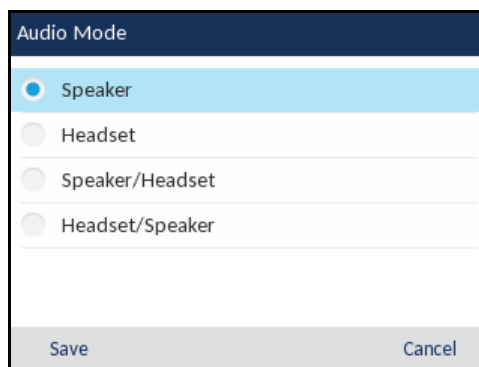 Audio Mode
Speaker
Headset
Speaker/Headset
Headset/Speaker
Save Cancel